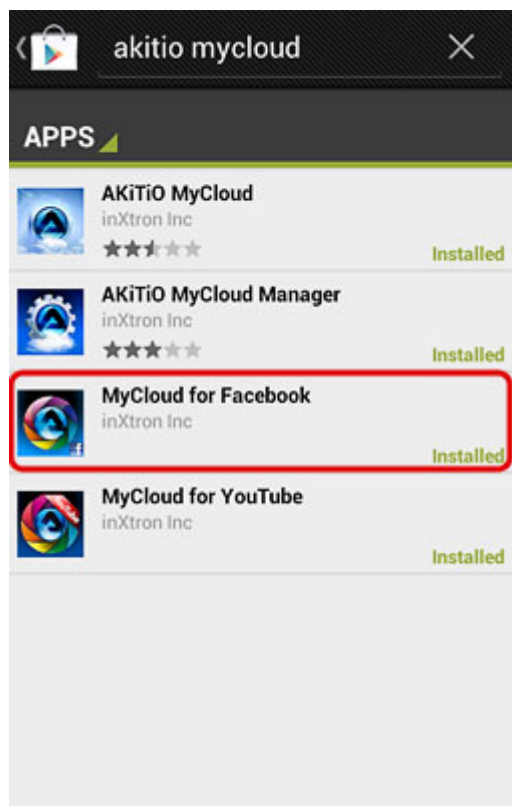 akitio mycloud
APPS
AKiTiO MyCloud
inXtron Inc
Installed
AKiTiO MyCloud Manager
inXtron Inc
Installed
MyCloud for Facebook
inXtron Inc
Installed
MyCloud for YouTube
inXtron Inc
Installed